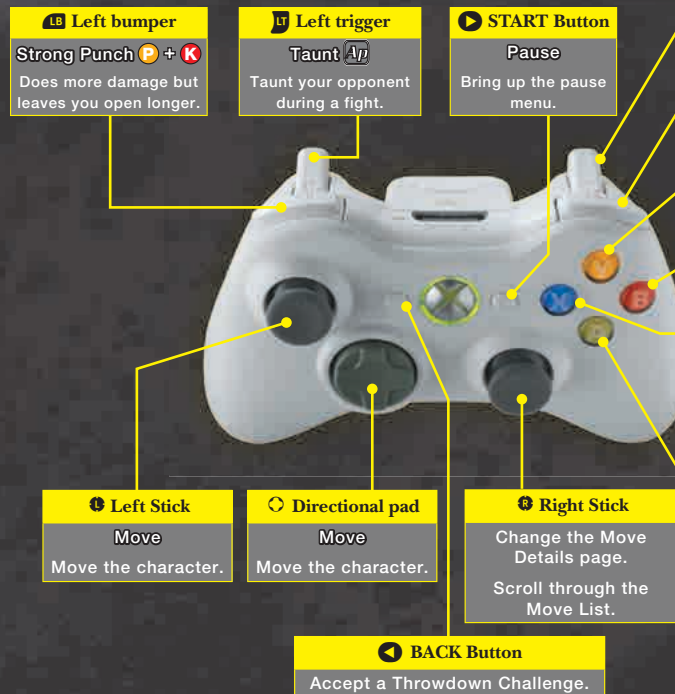 LB Left bumper
Strong Punch P + K
Does more damage but
leaves you open longer.
LT Left trigger
Taunt Ap
Taunt your opponent
during a fight.
START Button
Pause
Bring up the pause
menu.
Y
X
B
L Left Stick
Move
Move the character.
Directional pad
Move
Move the character.
R Right Stick
Change the Move
Details page.
Scroll through the
Move List.
BACK Button
Accept a Throwdown Challenge.